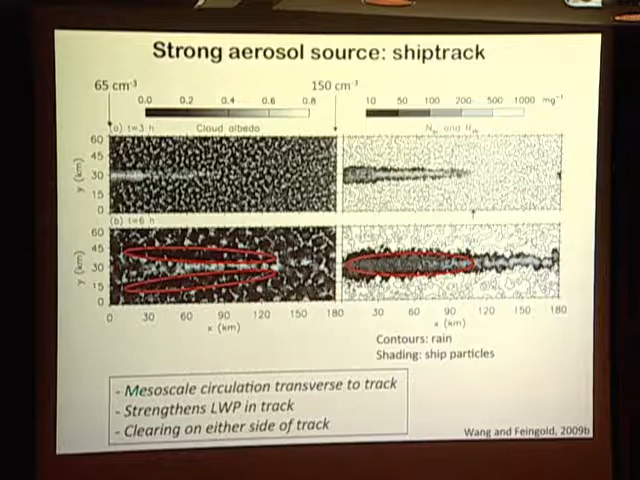 Strong aerosol source: shiptrack
65 cm⁻³ 150 cm⁻³
0.0 0.2 0.4 0.6 0.8 10 50 100 200 500 1000 mg⁻¹
(a) t=3 h Cloud albedo and
60
45
30
15
0
y (km)
(b) t=6 h
60
45
30
15
0
y (km)
0 30 60 90 120 150 180 30 60 90 120 150 180
x (km) x (km)
Contours: rain
Shading: ship particles
- Mesoscale circulation transverse to track
- Strengthens LWP in track
- Clearing on either side of track
Wang and Feingold, 2009b